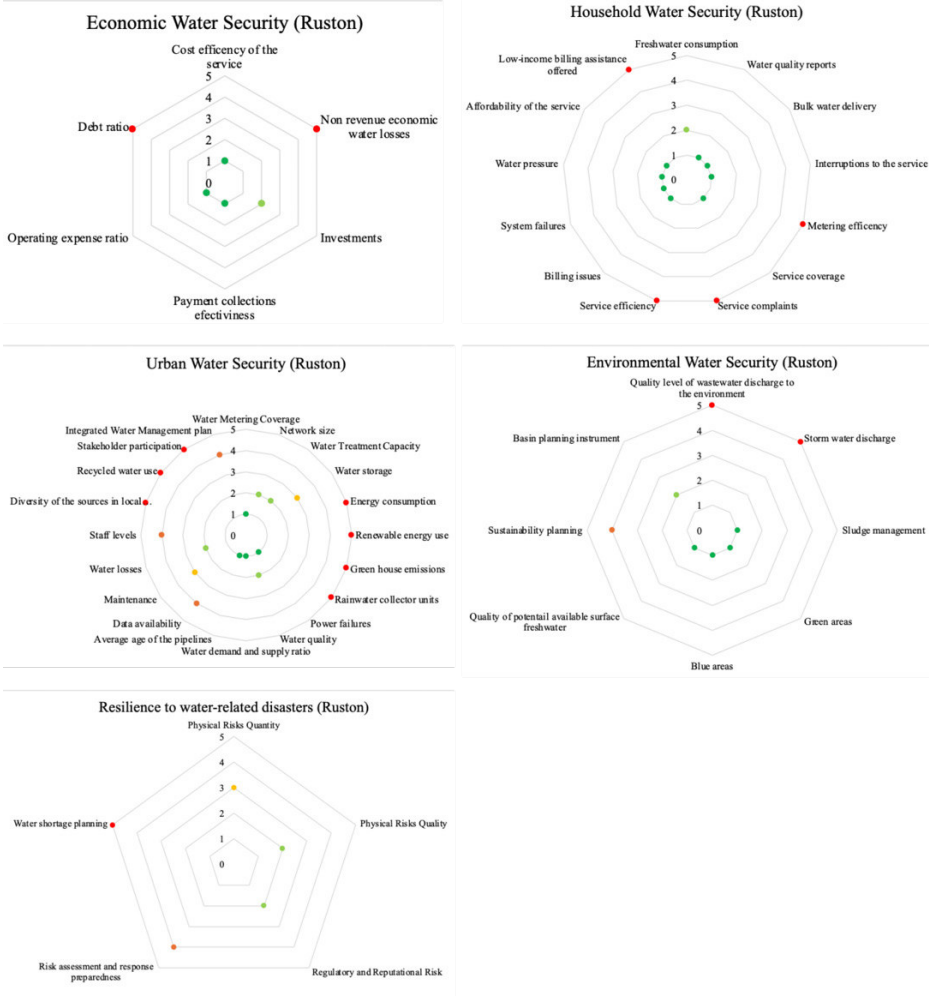 Economic Water Security (Ruston)
Cost efficency of the
service
5
4
3
2
1
0
Non revenue economic
water losses
Investments
Payment collections
efectiviness
Operating expense ratio
Debt ratio
Household Water Security (Ruston)
Freshwater consumption
5
4
3
2
1
0
Water quality reports
Bulk water delivery
Interruptions to the service
Metering efficency
Service coverage
Service complaints
Service efficiency
Billing issues
System failures
Water pressure
Affordability of the service
Low-income billing assistance
offered
Urban Water Security (Ruston)
Water Metering Coverage
5
4
3
2
1
0
Network size
Water Treatment Capacity
Water storage
Energy consumption
Renewable energy use
Green house emissions
Rainwater collector units
Power failures
Water quality
Water demand and supply ratio
Average age of the pipelines
Data availability
Maintenance
Water losses
Staff levels
Diversity of the sources in local…
Recycled water use
Stakeholder participation
Integrated Water Management plan
Environmental Water Security (Ruston)
Quality level of wastewater discharge to
the environment
5
4
3
2
1
0
Storm water discharge
Sludge management
Green areas
Blue areas
Quality of potentail available surface
freshwater
Sustainability planning
Basin planning instrument
Resilience to water-related disasters (Ruston)
Physical Risks Quantity
5
4
3
2
1
0
Physical Risks Quality
Regulatory and Reputational Risk
Risk assessment and response
preparedness
Water shortage planning